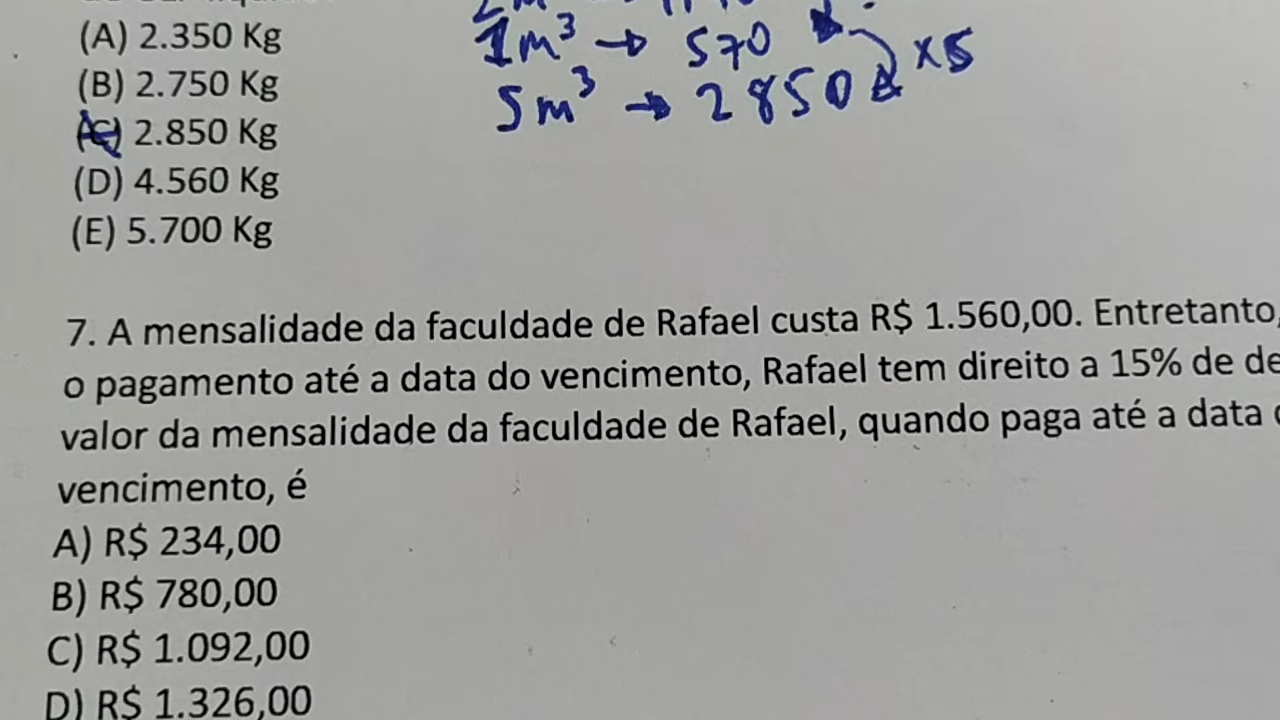 (A) 2.350 Kg
(B) 2.750 Kg
(C) 2.850 Kg
(D) 4.560 Kg
(E) 5.700 Kg
1m³ → 570
x5
5m³ → 2850
7. A mensalidade da faculdade de Rafael custa R$ 1.560,00. Entretanto,
o pagamento até a data do vencimento, Rafael tem direito a 15% de de
valor da mensalidade da faculdade de Rafael, quando paga até a data
vencimento, é
A) R$ 234,00
B) R$ 780,00
C) R$ 1.092,00
D) R$ 1.326,00